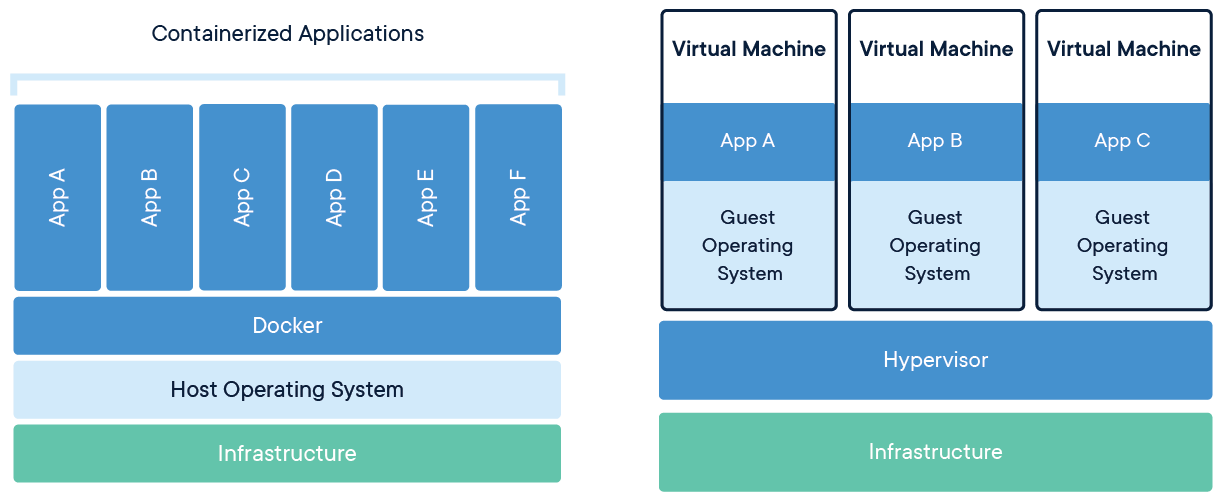 Containerized Applications
App A
App B
App C
App D
App E
App F
Docker
Host Operating System
Infrastructure
Virtual Machine
App A
Guest
Operating
System
Virtual Machine
App B
Guest
Operating
System
Virtual Machine
App C
Guest
Operating
System
Hypervisor
Infrastructure